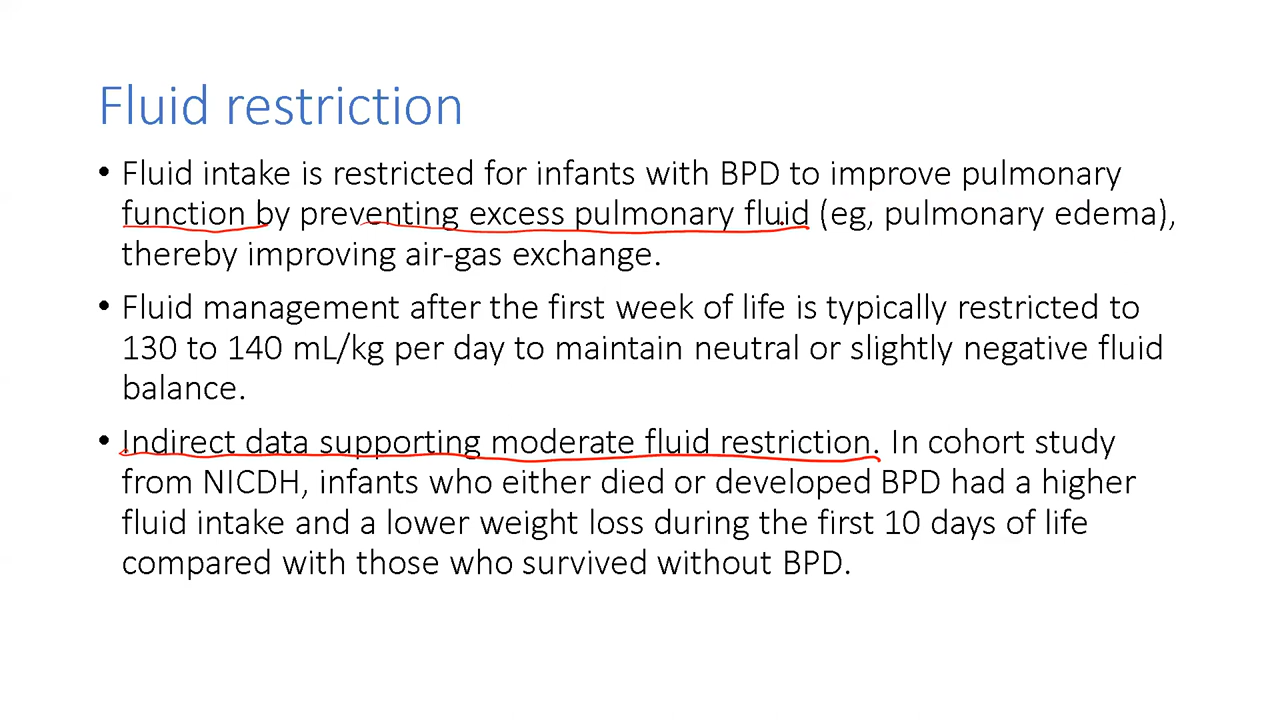 Fluid restriction
• Fluid intake is restricted for infants with BPD to improve pulmonary
function by preventing excess pulmonary fluid (eg, pulmonary edema),
thereby improving air-gas exchange.
• Fluid management after the first week of life is typically restricted to
130 to 140 mL/kg per day to maintain neutral or slightly negative fluid
balance.
• Indirect data supporting moderate fluid restriction. In cohort study
from NICDH, infants who either died or developed BPD had a higher
fluid intake and a lower weight loss during the first 10 days of life
compared with those who survived without BPD.